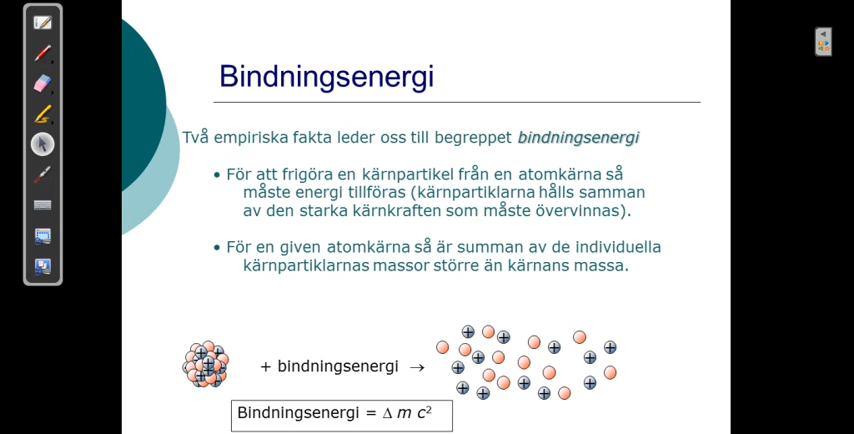 Bindningsenergi
Två empiriska fakta leder oss till begreppet bindningsenergi
• För att frigöra en kärnpartikel från en atomkärna så
måste energi tillföras (kärnpartiklarna hålls samman
av den starka kärnkraften som måste övervinnas).
• För en given atomkärna så är summan av de individuella
kärnpartiklarnas massor större än kärnans massa.
+ bindningsenergi →
Bindningsenergi = Δ m c²